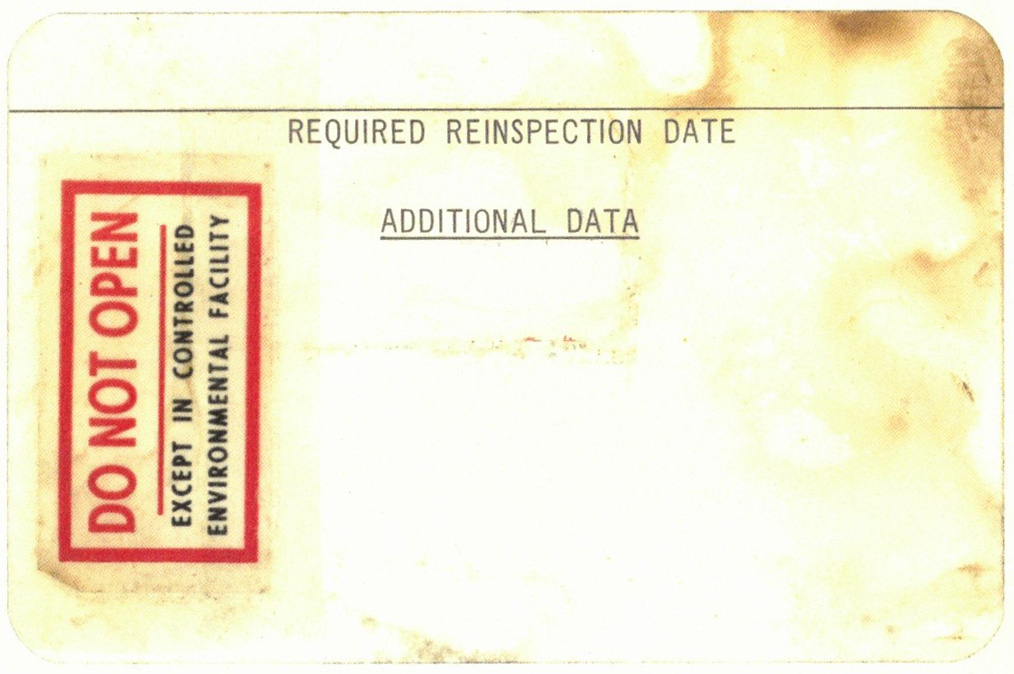 REQUIRED REINSPECTION DATE
ADDITIONAL DATA
DO NOT OPEN
EXCEPT IN CONTROLLED
ENVIRONMENTAL FACILITY